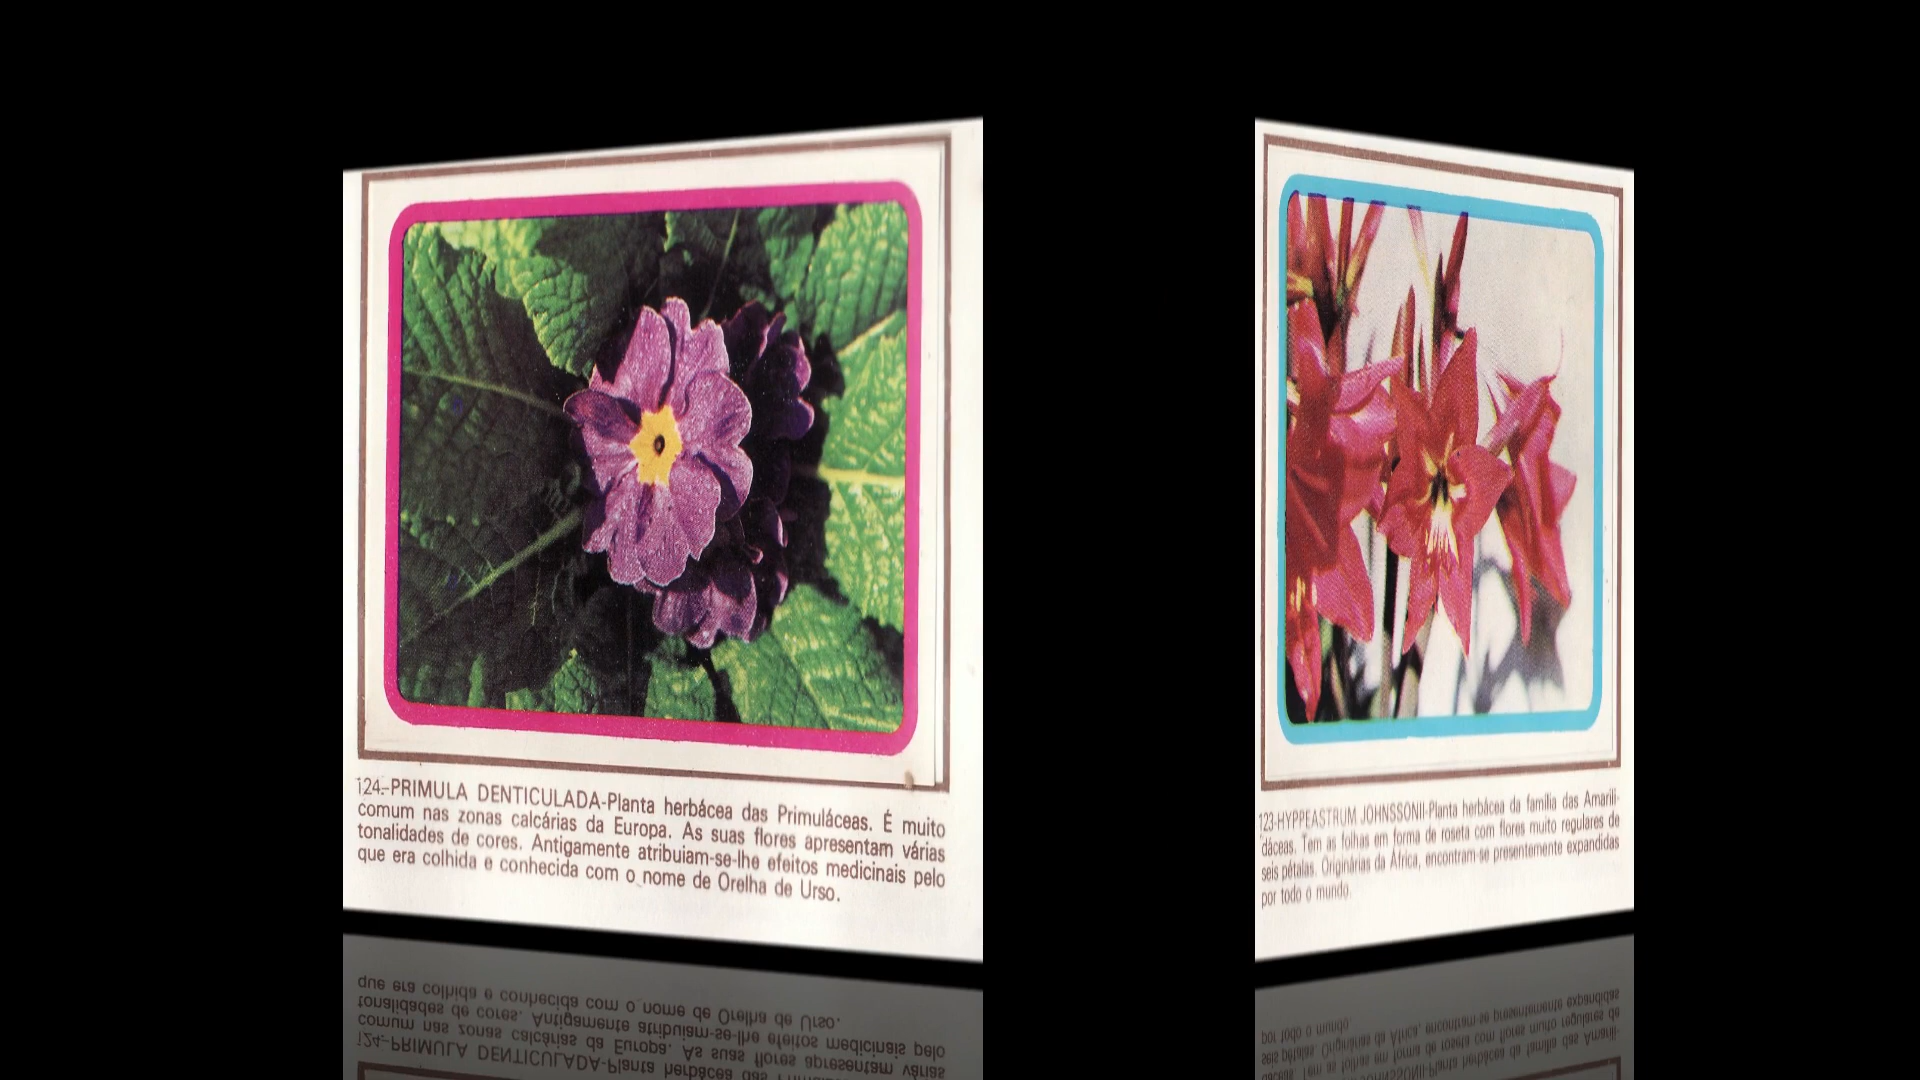 124.-PRIMULA DENTICULADA-Planta herbácea das Primuláceas. É muito
comum nas zonas calcárias da Europa. As suas flores apresentam várias
tonalidades de cores. Antigamente atribuiam-se-lhe efeitos medicinais pelo
que era colhida e conhecida com o nome de Orelha de Urso.
123-HYPPEASTRUM JOHNSSONII-Planta herbácea da família das Amarili-
dáceas. Tem as folhas em forma de roseta com flores muito regulares de
seis pétalas. Originárias da África, encontram-se presentemente expandidas
por todo o mundo.